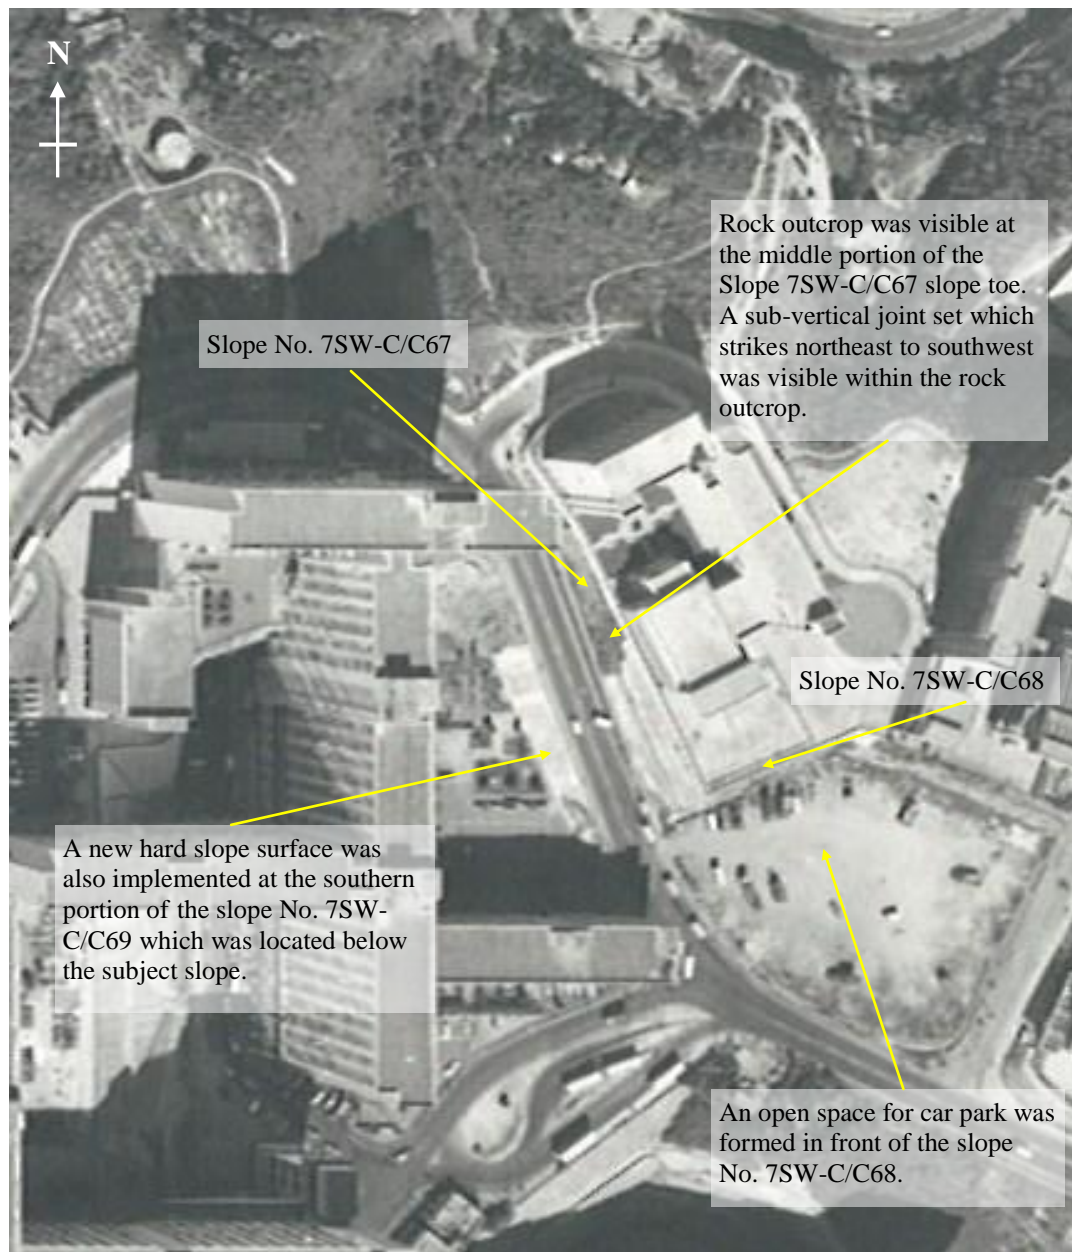 N
Rock outcrop was visible at
the middle portion of the
Slope 7SW-C/C67 slope toe.
A sub-vertical joint set which
strikes northeast to southwest
was visible within the rock
outcrop.
Slope No. 7SW-C/C67
Slope No. 7SW-C/C68
A new hard slope surface was
also implemented at the southern
portion of the slope No. 7SW-
C/C69 which was located below
the subject slope.
An open space for car park was
formed in front of the slope
No. 7SW-C/C68.